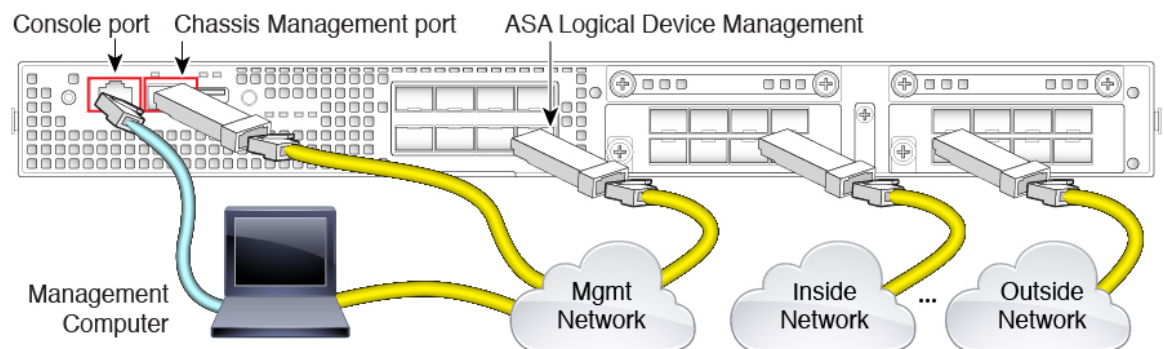 Console port
Chassis Management port
ASA Logical Device Management
Management
Computer
Mgmt
Network
Inside
Network
...
Outside
Network